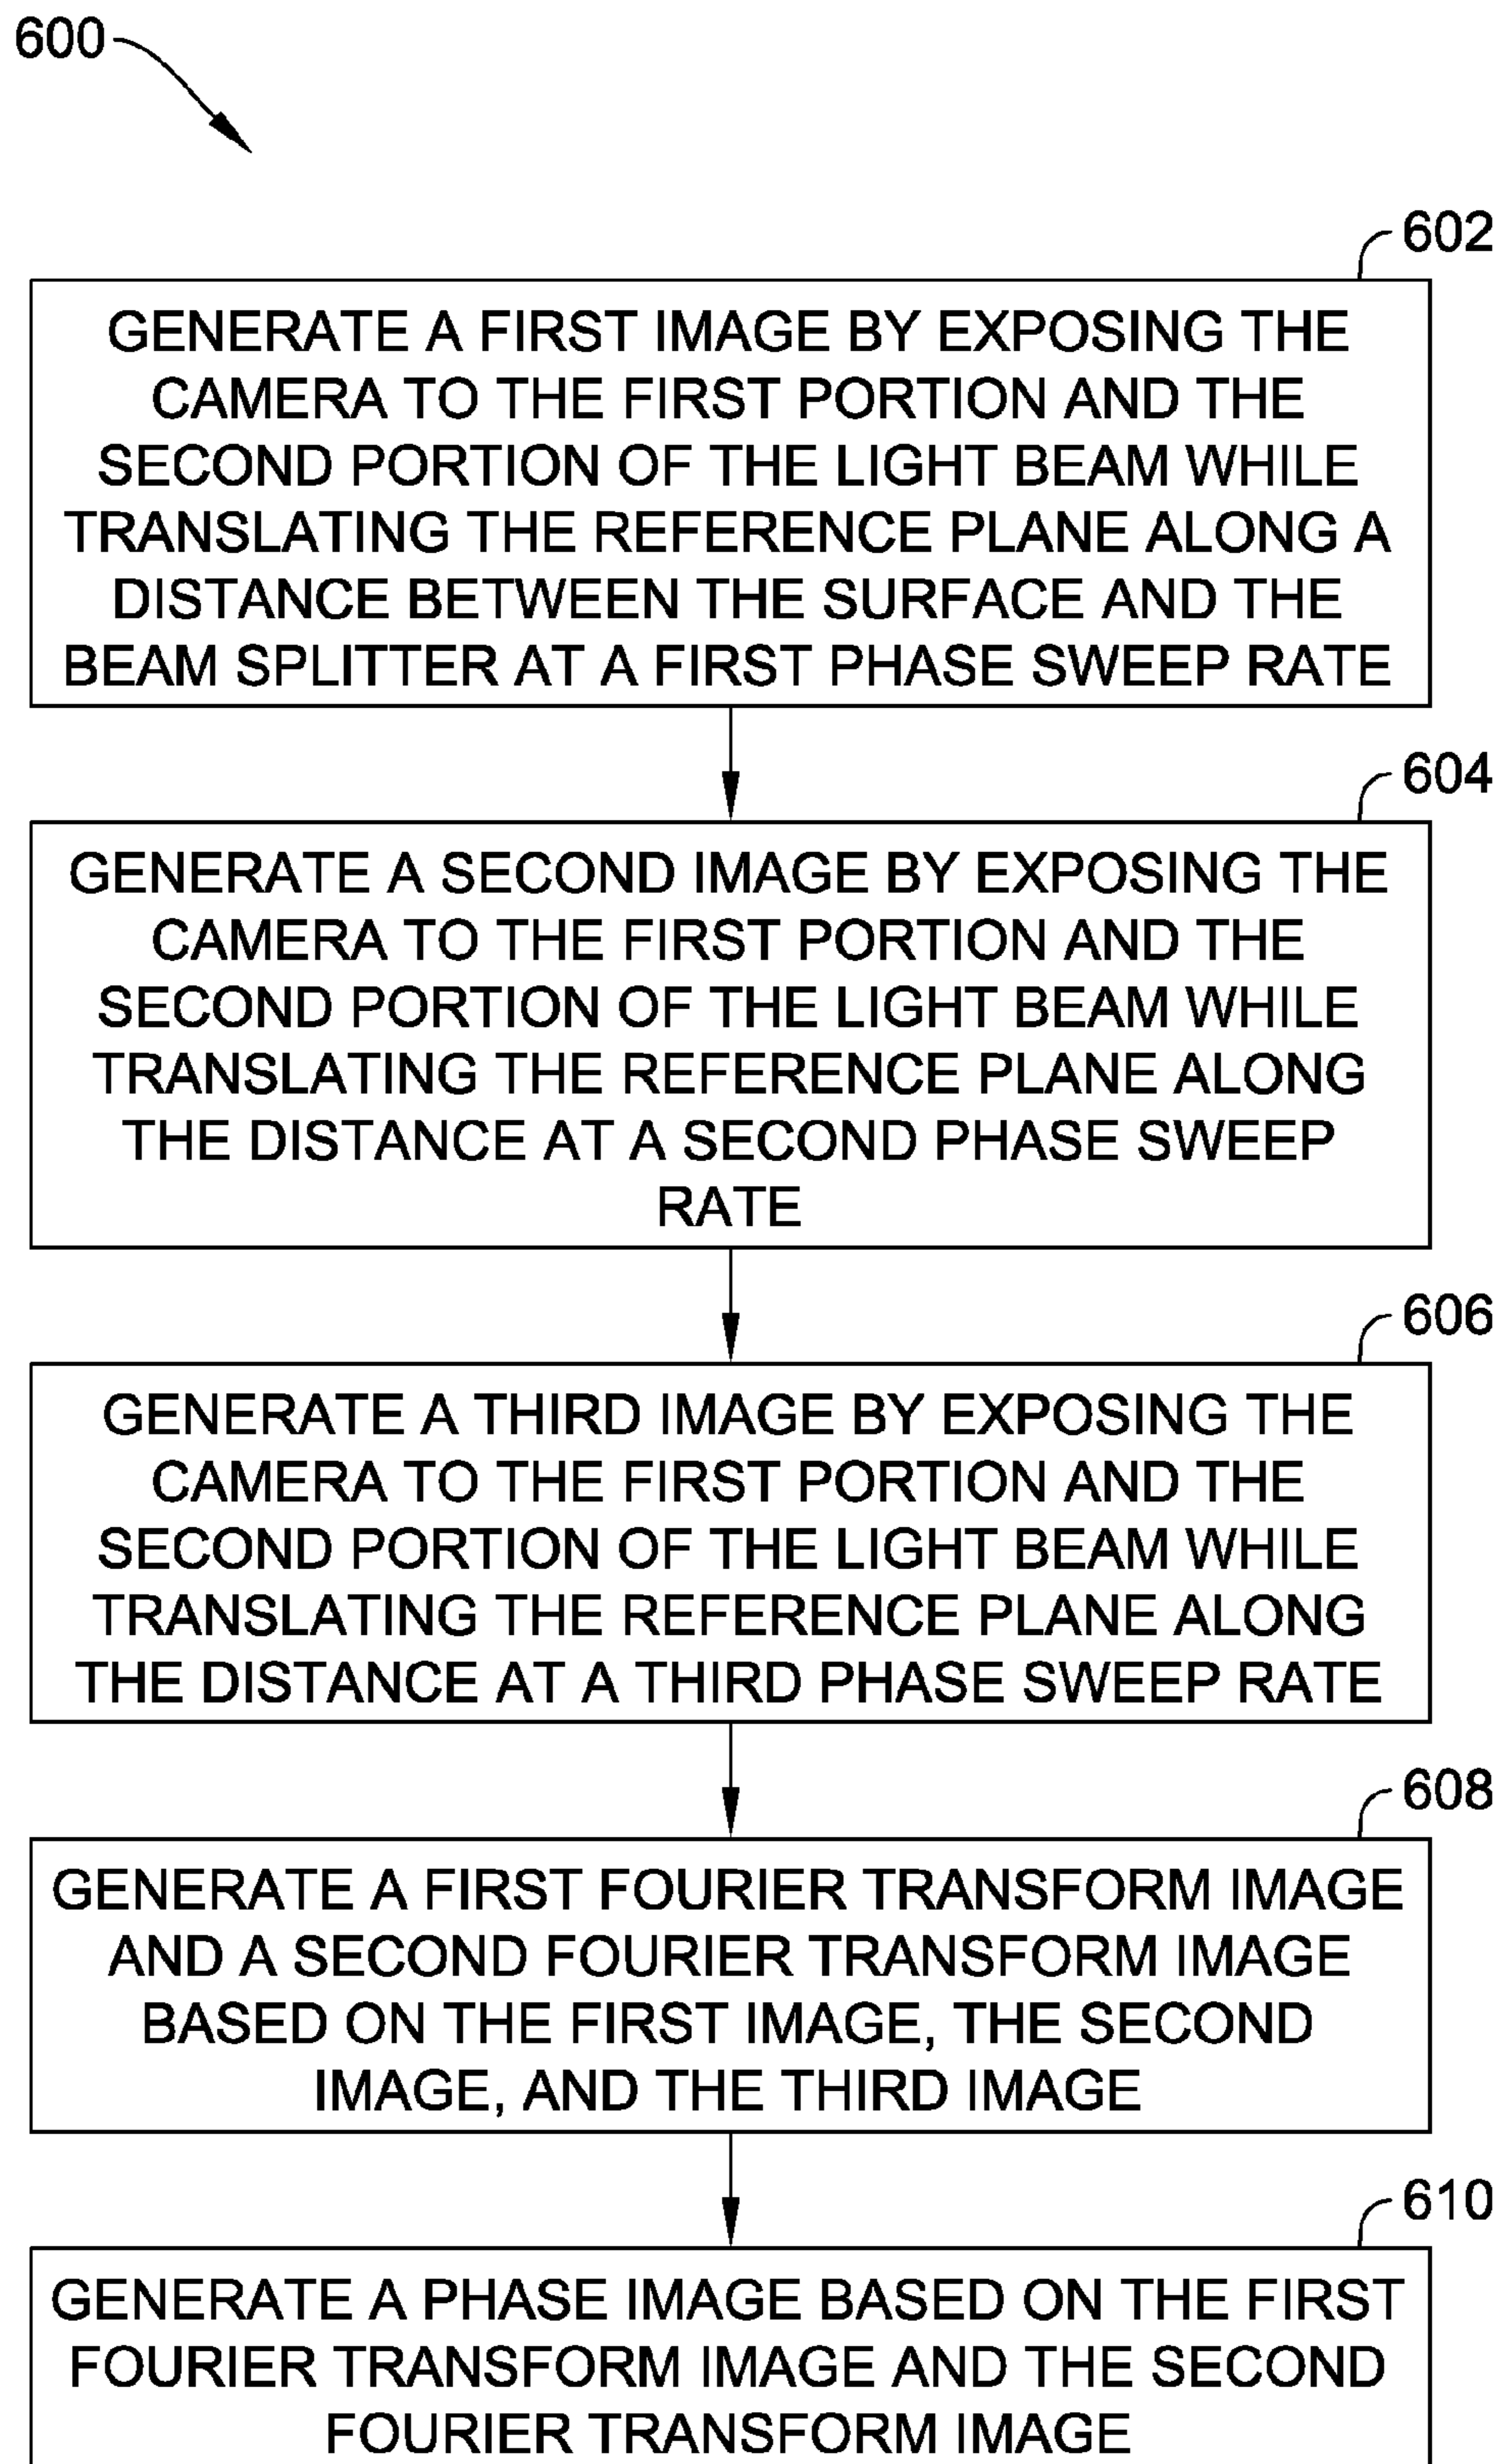 600
602
GENERATE A FIRST IMAGE BY EXPOSING THE
CAMERA TO THE FIRST PORTION AND THE
SECOND PORTION OF THE LIGHT BEAM WHILE
TRANSLATING THE REFERENCE PLANE ALONG A
DISTANCE BETWEEN THE SURFACE AND THE
BEAM SPLITTER AT A FIRST PHASE SWEEP RATE
604
GENERATE A SECOND IMAGE BY EXPOSING THE
CAMERA TO THE FIRST PORTION AND THE
SECOND PORTION OF THE LIGHT BEAM WHILE
TRANSLATING THE REFERENCE PLANE ALONG
THE DISTANCE AT A SECOND PHASE SWEEP
RATE
606
GENERATE A THIRD IMAGE BY EXPOSING THE
CAMERA TO THE FIRST PORTION AND THE
SECOND PORTION OF THE LIGHT BEAM WHILE
TRANSLATING THE REFERENCE PLANE ALONG
THE DISTANCE AT A THIRD PHASE SWEEP RATE
608
GENERATE A FIRST FOURIER TRANSFORM IMAGE
AND A SECOND FOURIER TRANSFORM IMAGE
BASED ON THE FIRST IMAGE, THE SECOND
IMAGE, AND THE THIRD IMAGE
610
GENERATE A PHASE IMAGE BASED ON THE FIRST
FOURIER TRANSFORM IMAGE AND THE SECOND
FOURIER TRANSFORM IMAGE